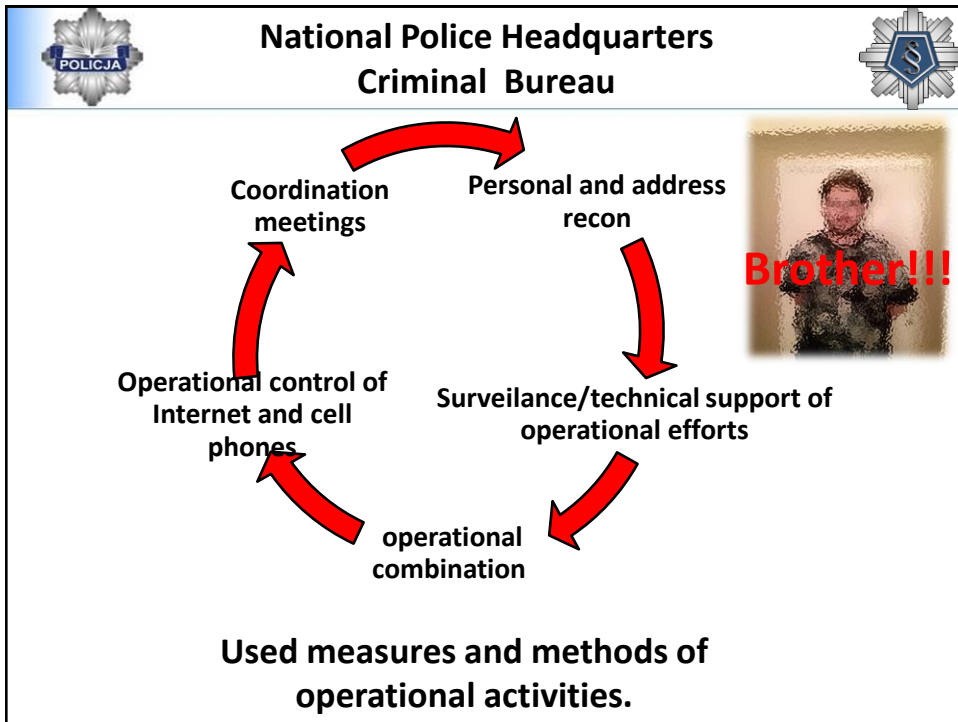 POLICJA
National Police Headquarters
Criminal Bureau
§
Coordination
meetings
Personal and address
recon
Brother!!!
Operational control of
Internet and cell
phones
Surveilance/technical support of
operational efforts
operational
combination
Used measures and methods of
operational activities.